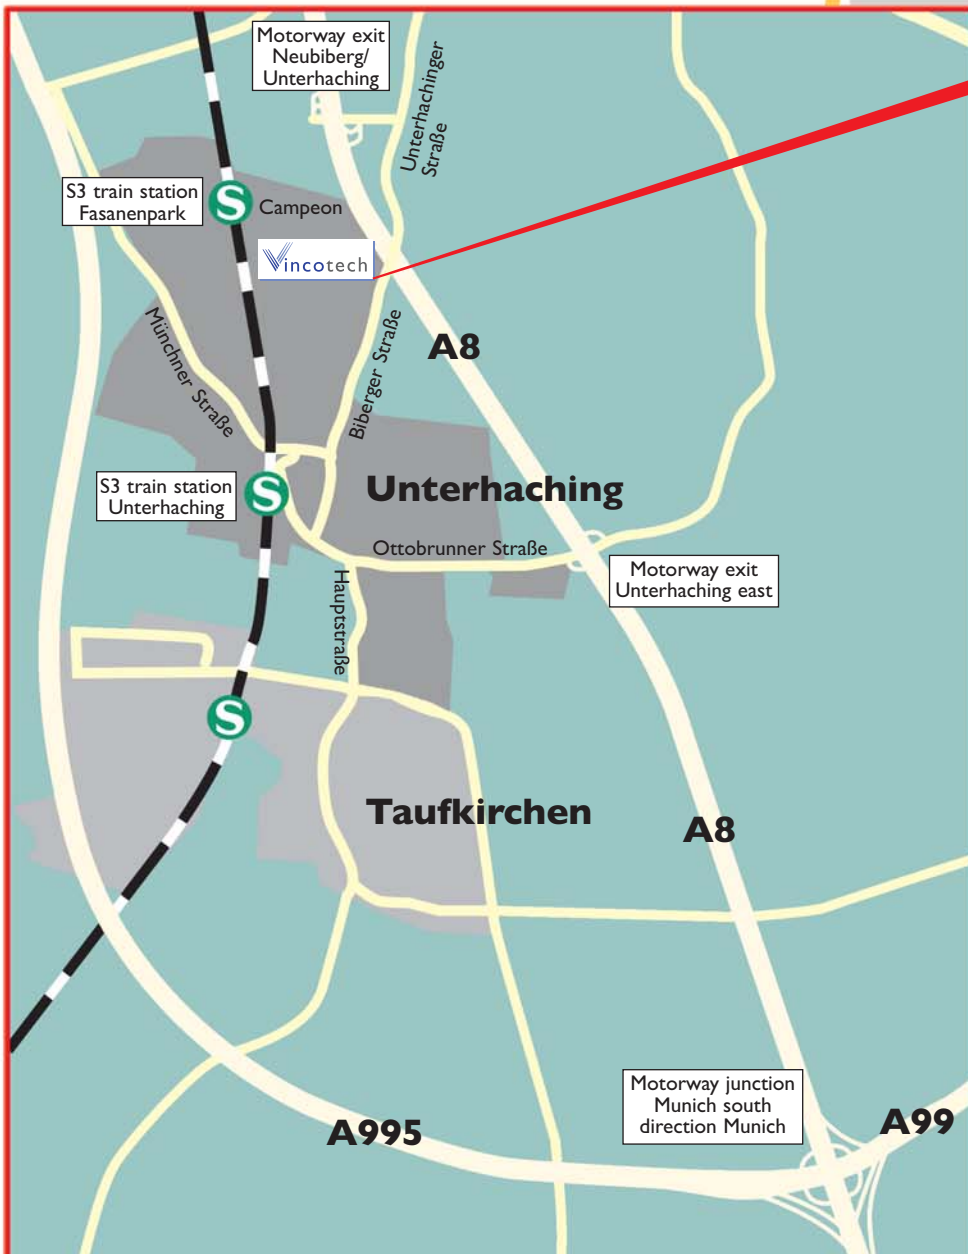 Motorway exit
Neubiberg/
Unterhaching
Unterhachinger
Straße
S3 train station
Fasanenpark
S
Campeon
Vincotech
Münchner Straße
Biberger Straße
A8
S3 train station
Unterhaching
S
Unterhaching
Ottobrunner Straße
Motorway exit
Unterhaching east
Hauptstraße
S
Taufkirchen
A8
Motorway junction
Munich south
direction Munich
A995
A99